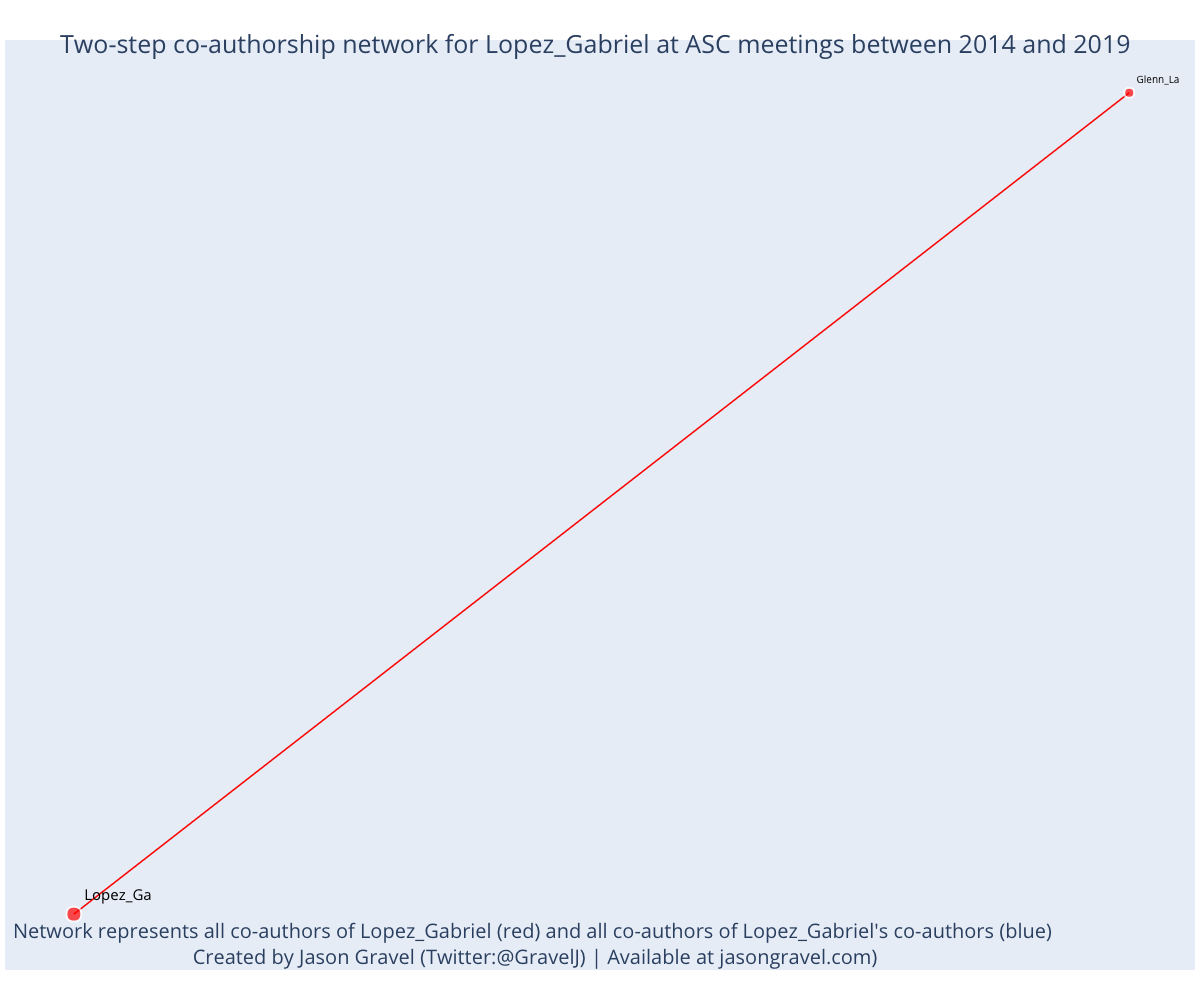 Two-step co-authorship network for Lopez_Gabriel at ASC meetings between 2014 and 2019
Glenn_La
Lopez_Ga
Network represents all co-authors of Lopez_Gabriel (red) and all co-authors of Lopez_Gabriel's co-authors (blue)
Created by Jason Gravel (Twitter:@GravelJ) | Available at jasongravel.com)